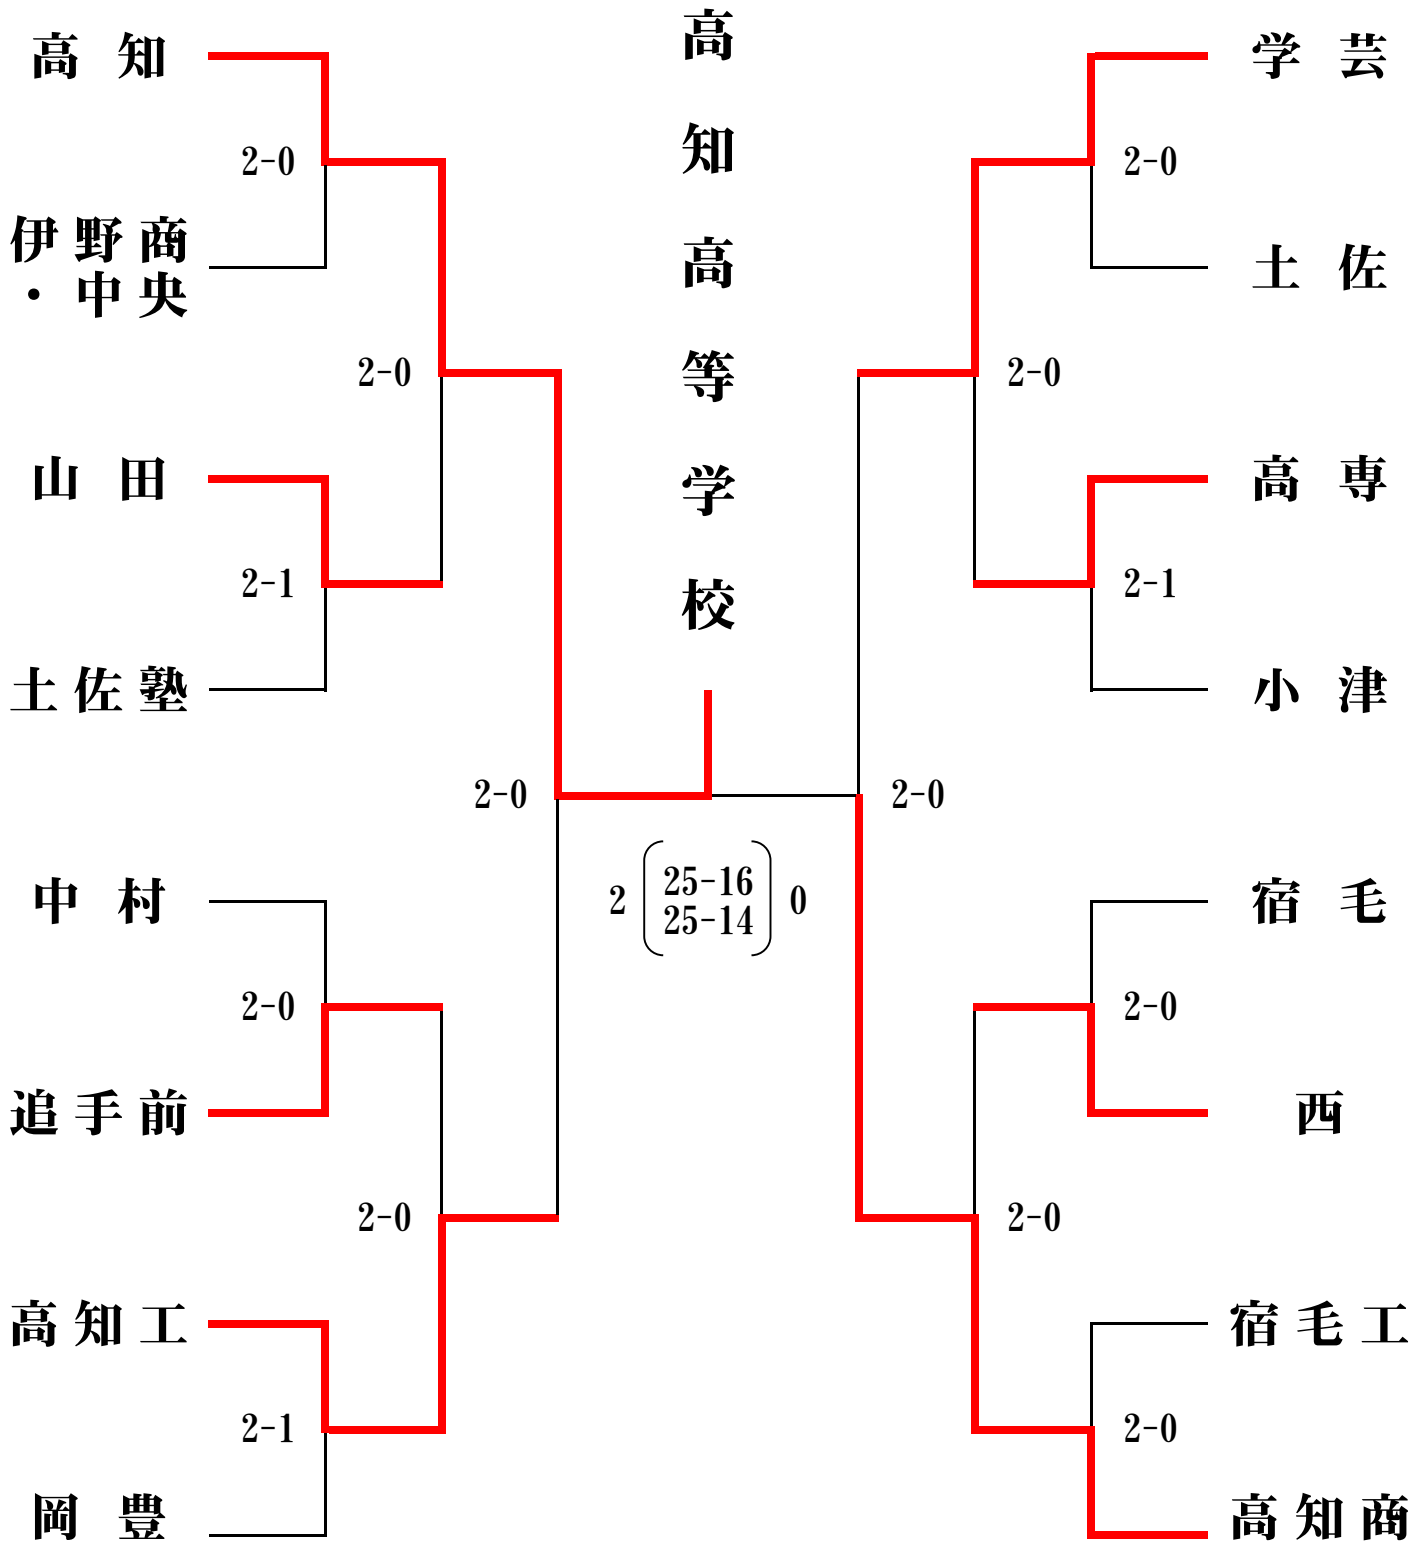 高知高等学校
高知
2-0
伊野商
・中央
2-0
山田
2-1
土佐塾
2-0
中村
2-0
追手前
2-0
高知工
2-1
岡豊
2
25-16
25-14
0
学芸
2-0
土佐
2-0
高専
2-1
小津
2-0
宿毛
2-0
西
2-0
宿毛工
2-0
高知商